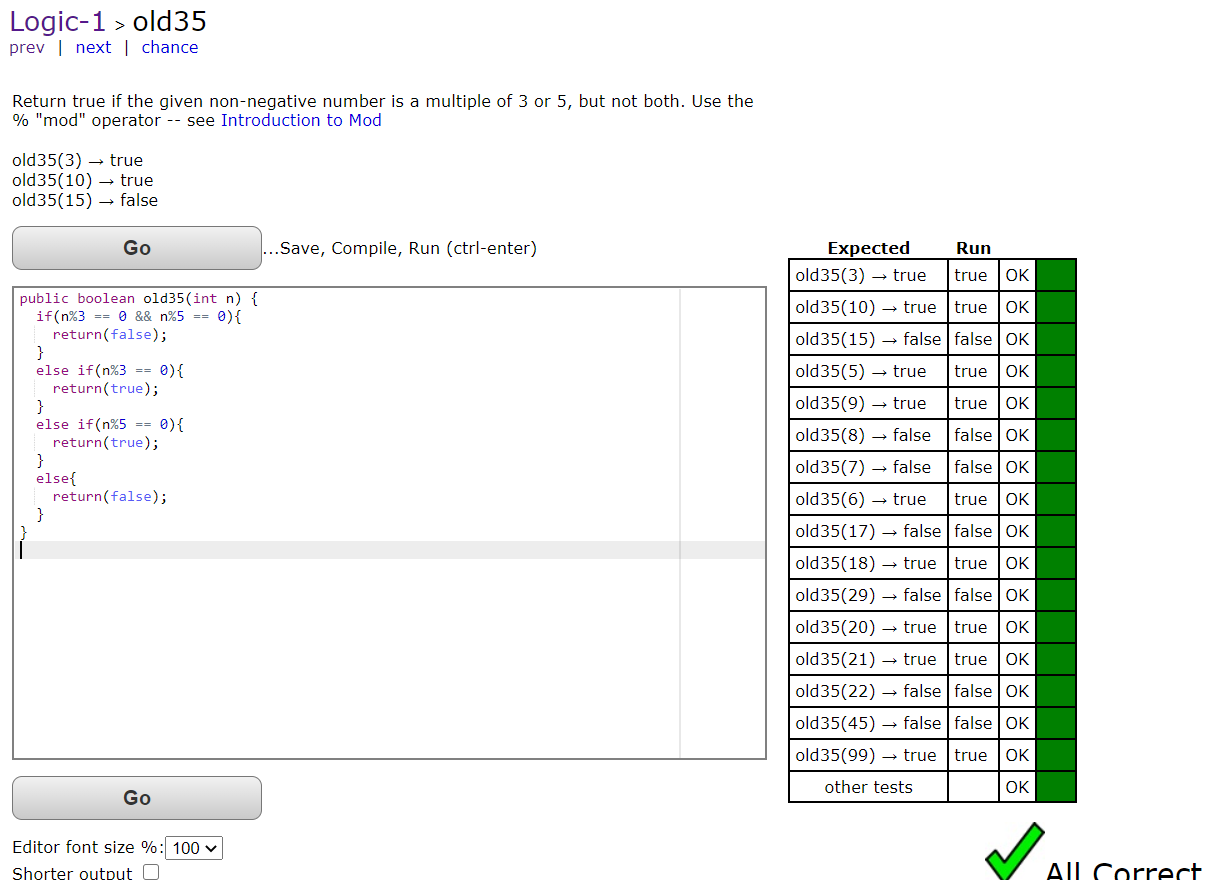 Logic-1 > old35
prev | next | chance
Return true if the given non-negative number is a multiple of 3 or 5, but not both. Use the
% "mod" operator -- see Introduction to Mod
old35(3) → true
old35(10) → true
old35(15) → false
Go ...Save, Compile, Run (ctrl-enter)
public boolean old35(int n) {
  if(n%3 == 0 && n%5 == 0){
    return(false);
  }
  else if(n%3 == 0){
    return(true);
  }
  else if(n%5 == 0){
    return(true);
  }
  else{
    return(false);
  }
}
Go
Editor font size %: 100
Shorter output
Expected Run
old35(3) → true true OK
old35(10) → true true OK
old35(15) → false false OK
old35(5) → true true OK
old35(9) → true true OK
old35(8) → false false OK
old35(7) → false false OK
old35(6) → true true OK
old35(17) → false false OK
old35(18) → true true OK
old35(29) → false false OK
old35(20) → true true OK
old35(21) → true true OK
old35(22) → false false OK
old35(45) → false false OK
old35(99) → true true OK
other tests OK
All Correct